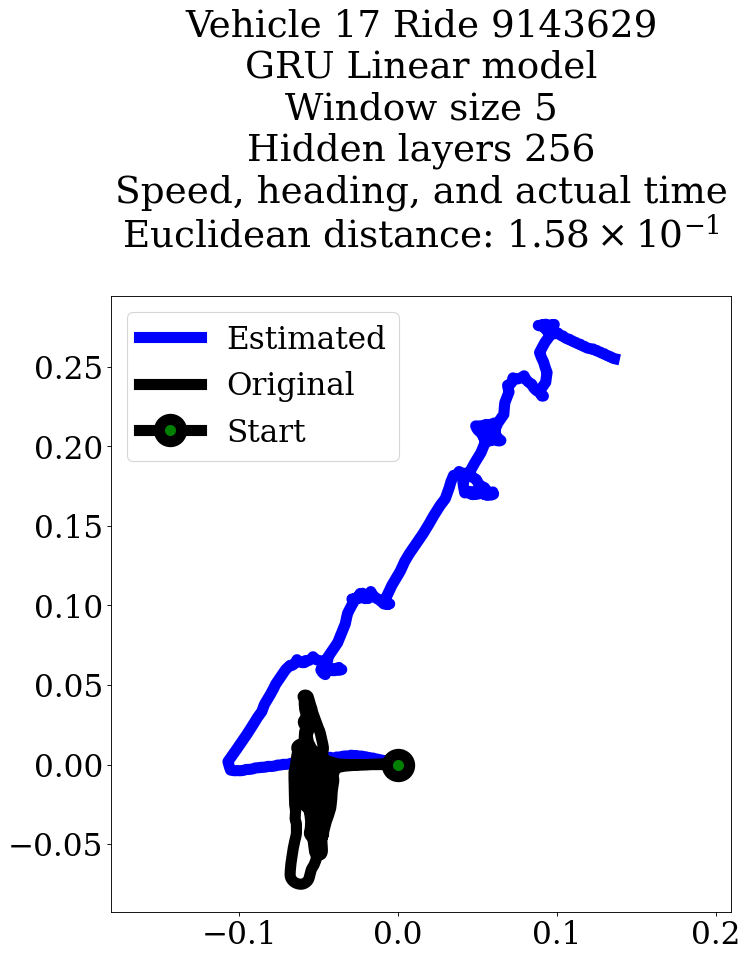 Vehicle 17 Ride 9143629
GRU Linear model
Window size 5
Hidden layers 256
Speed, heading, and actual time
Euclidean distance: 1.58 × 10⁻¹
Estimated
Original
Start
0.25
0.20
0.15
0.10
0.05
0.00
−0.05
−0.1 0.0 0.1 0.2